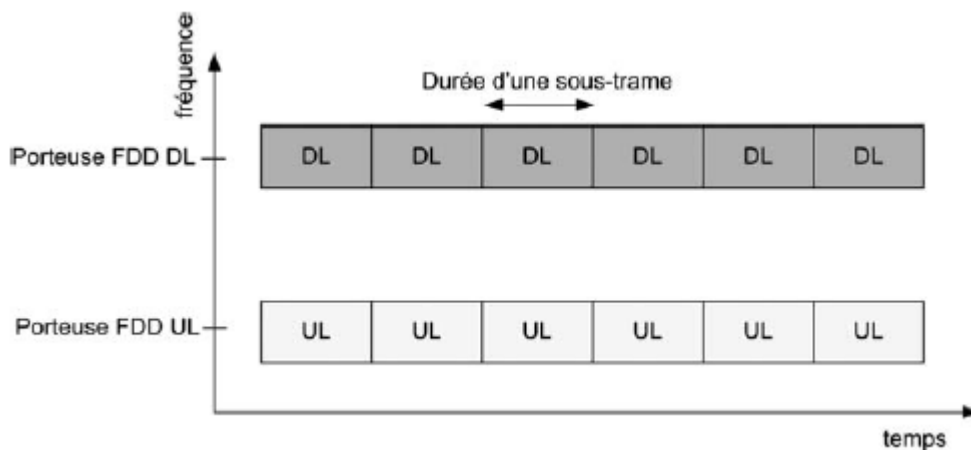 fréquence
Durée d'une sous-trame
Porteuse FDD DL
DL DL DL DL DL DL
Porteuse FDD UL
UL UL UL UL UL UL
temps